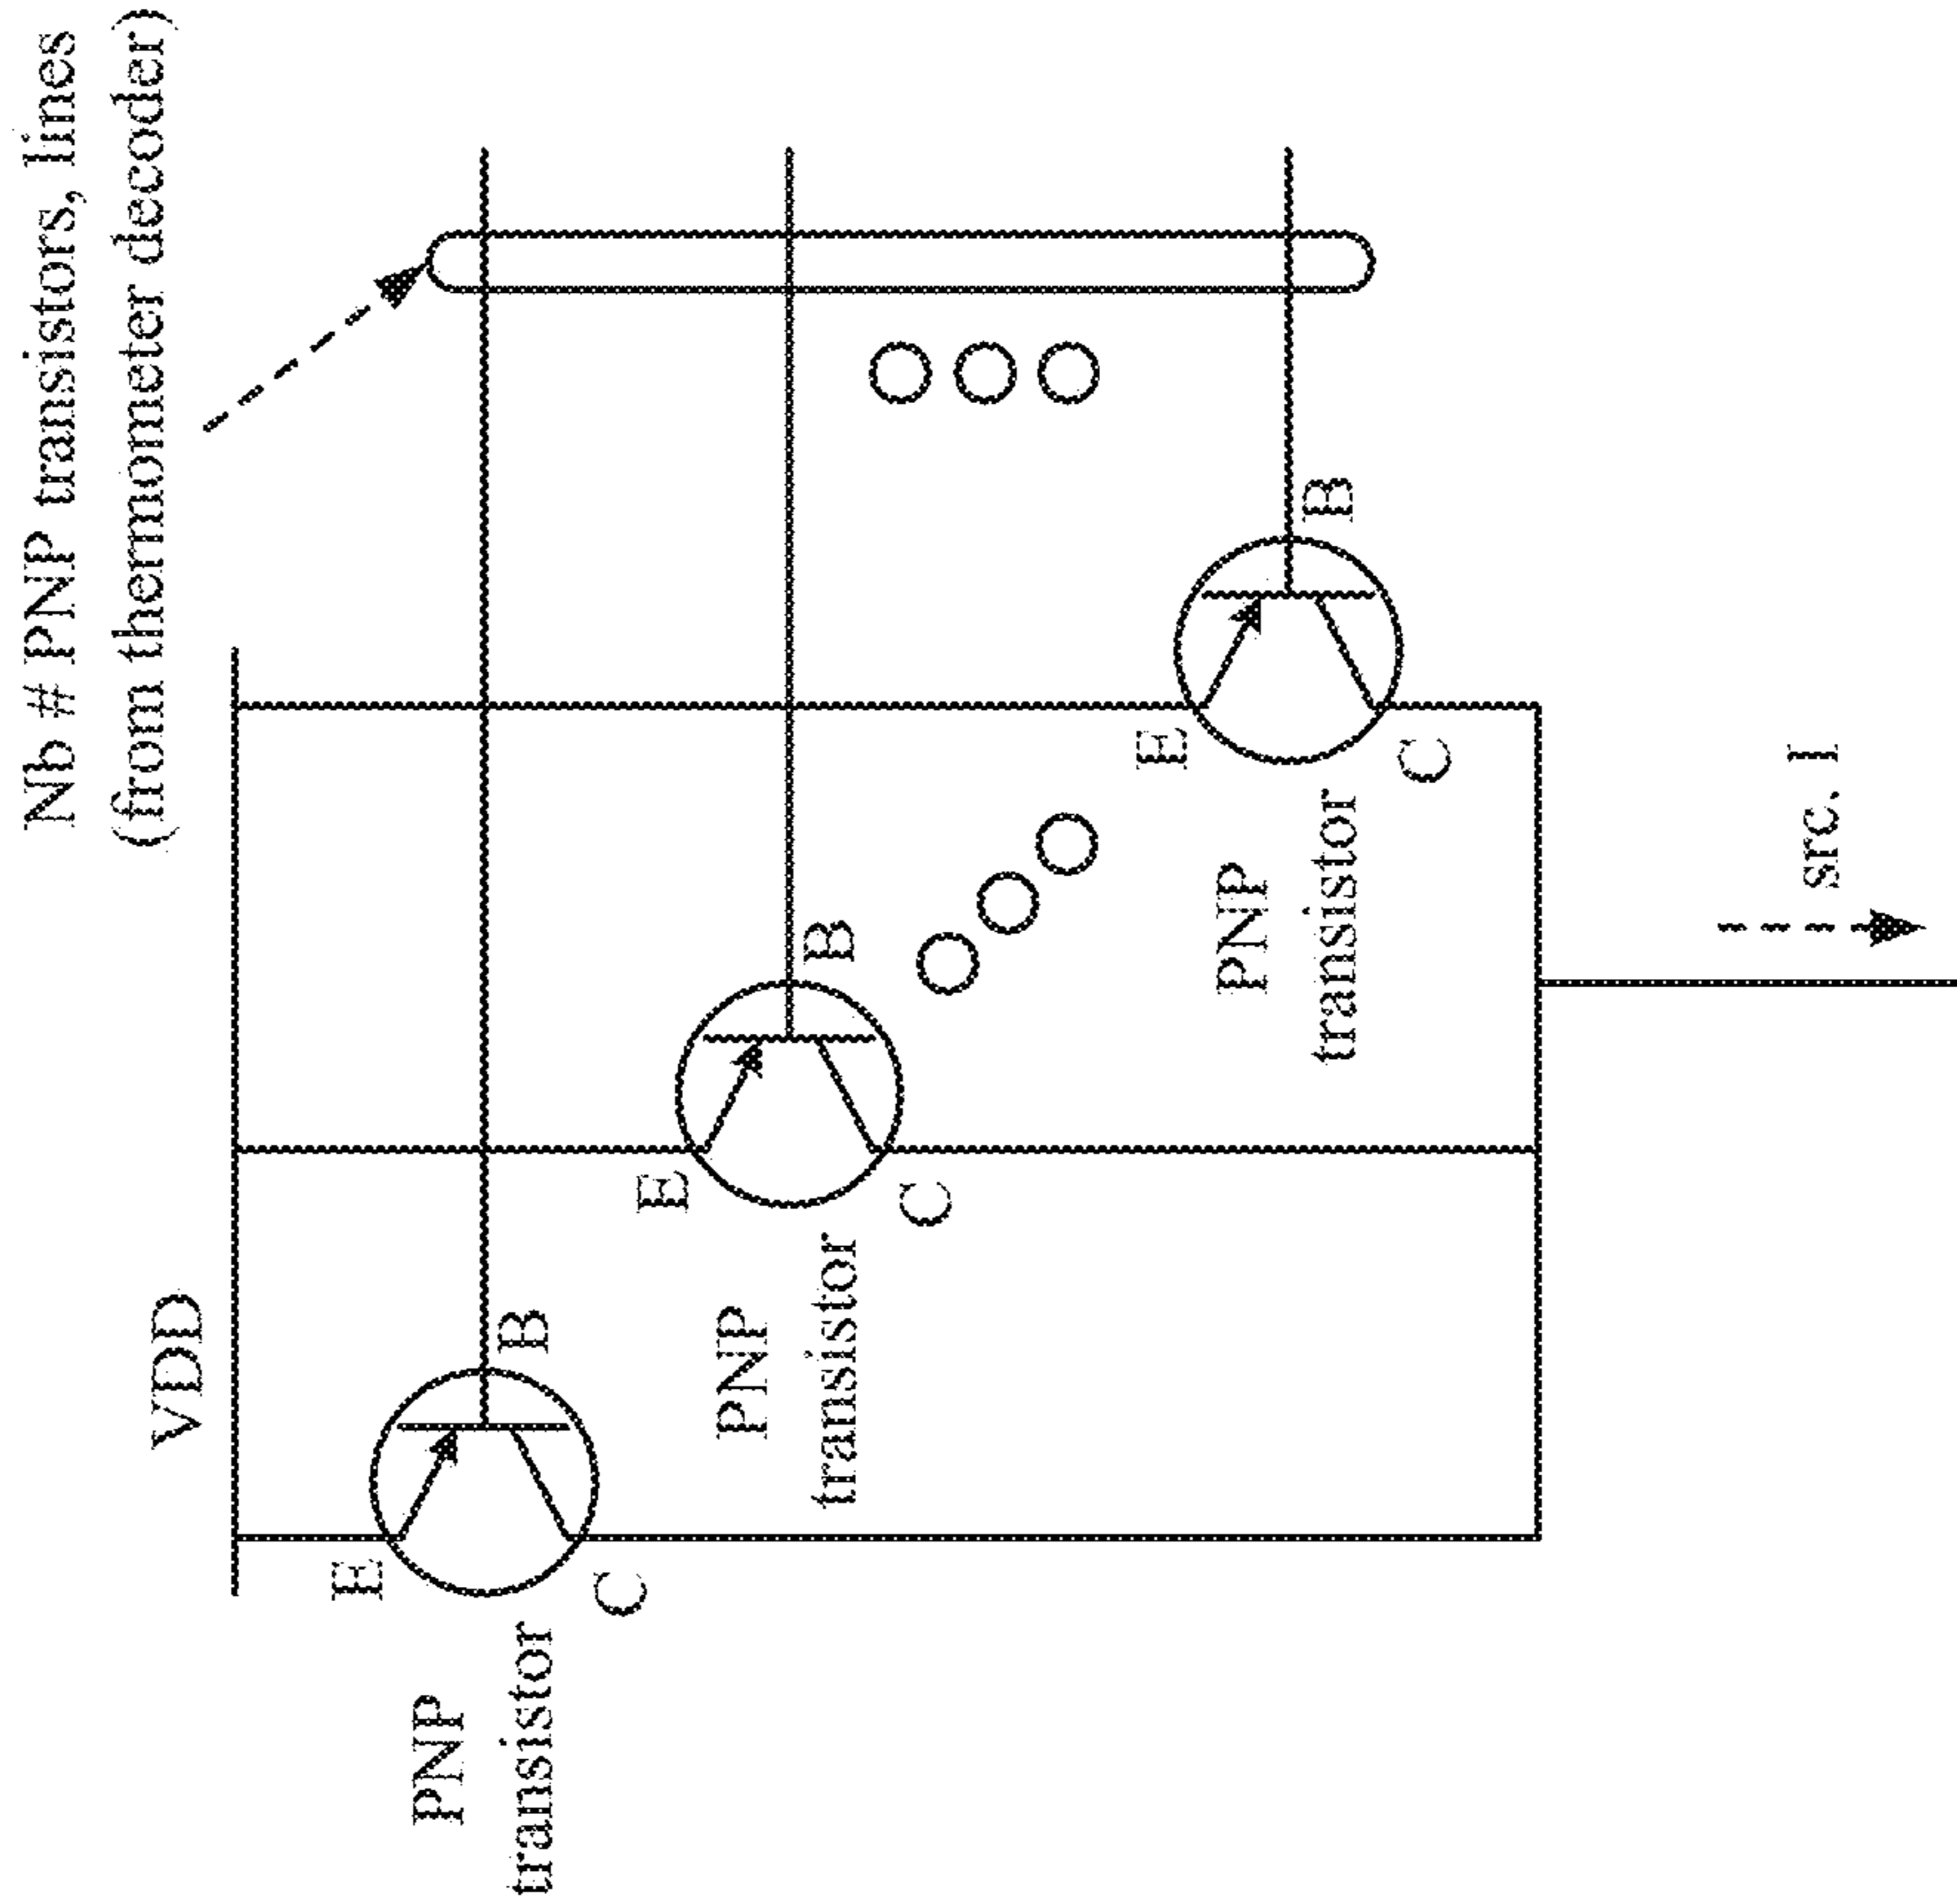 Nb # PNP transistors, lines
(from thermometer decoder)
VDD
E
B
C
PNP
transistor
E
B
C
PNP
transistor
E
B
C
PNP
transistor
src. I